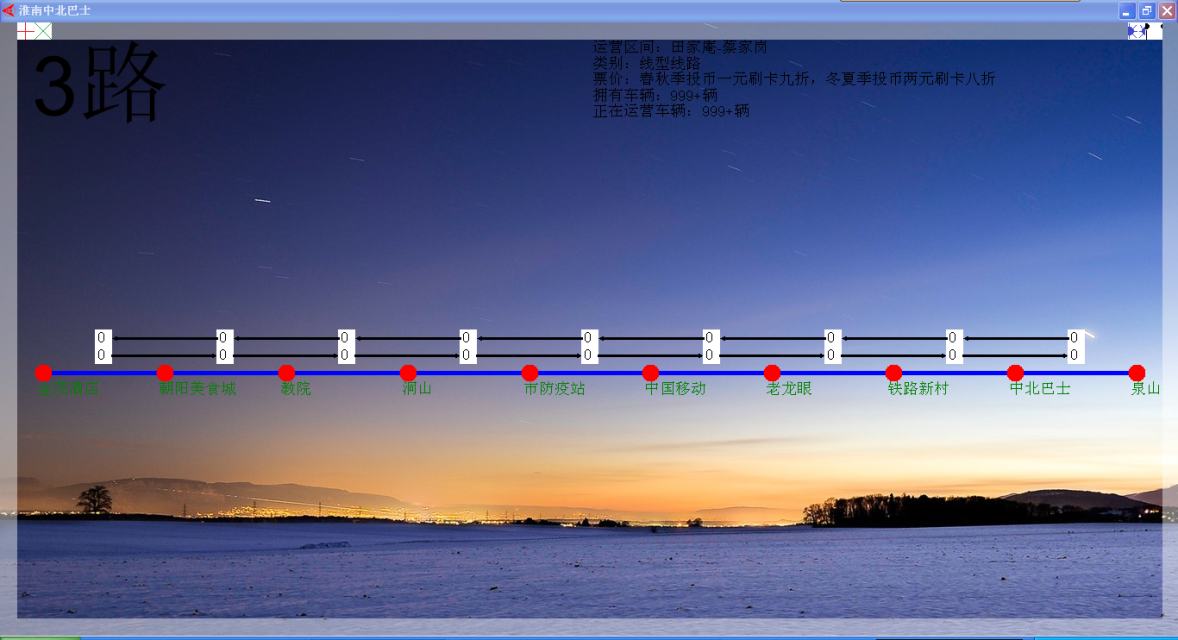 淮南中北巴士
3路
运营区间：田家庵-蔡家岗
类别：线型线路
票价：春秋季投币一元刷卡九折，冬夏季投币两元刷卡八折
拥有车辆：999+辆
正在运营车辆：999+辆
0 0 0 0 0 0 0 0 0
0 0 0 0 0 0 0 0 0
朝阳美食城 教院 洞山 市防疫站 中国移动 老龙眼 铁路新村 中北巴士 泉山